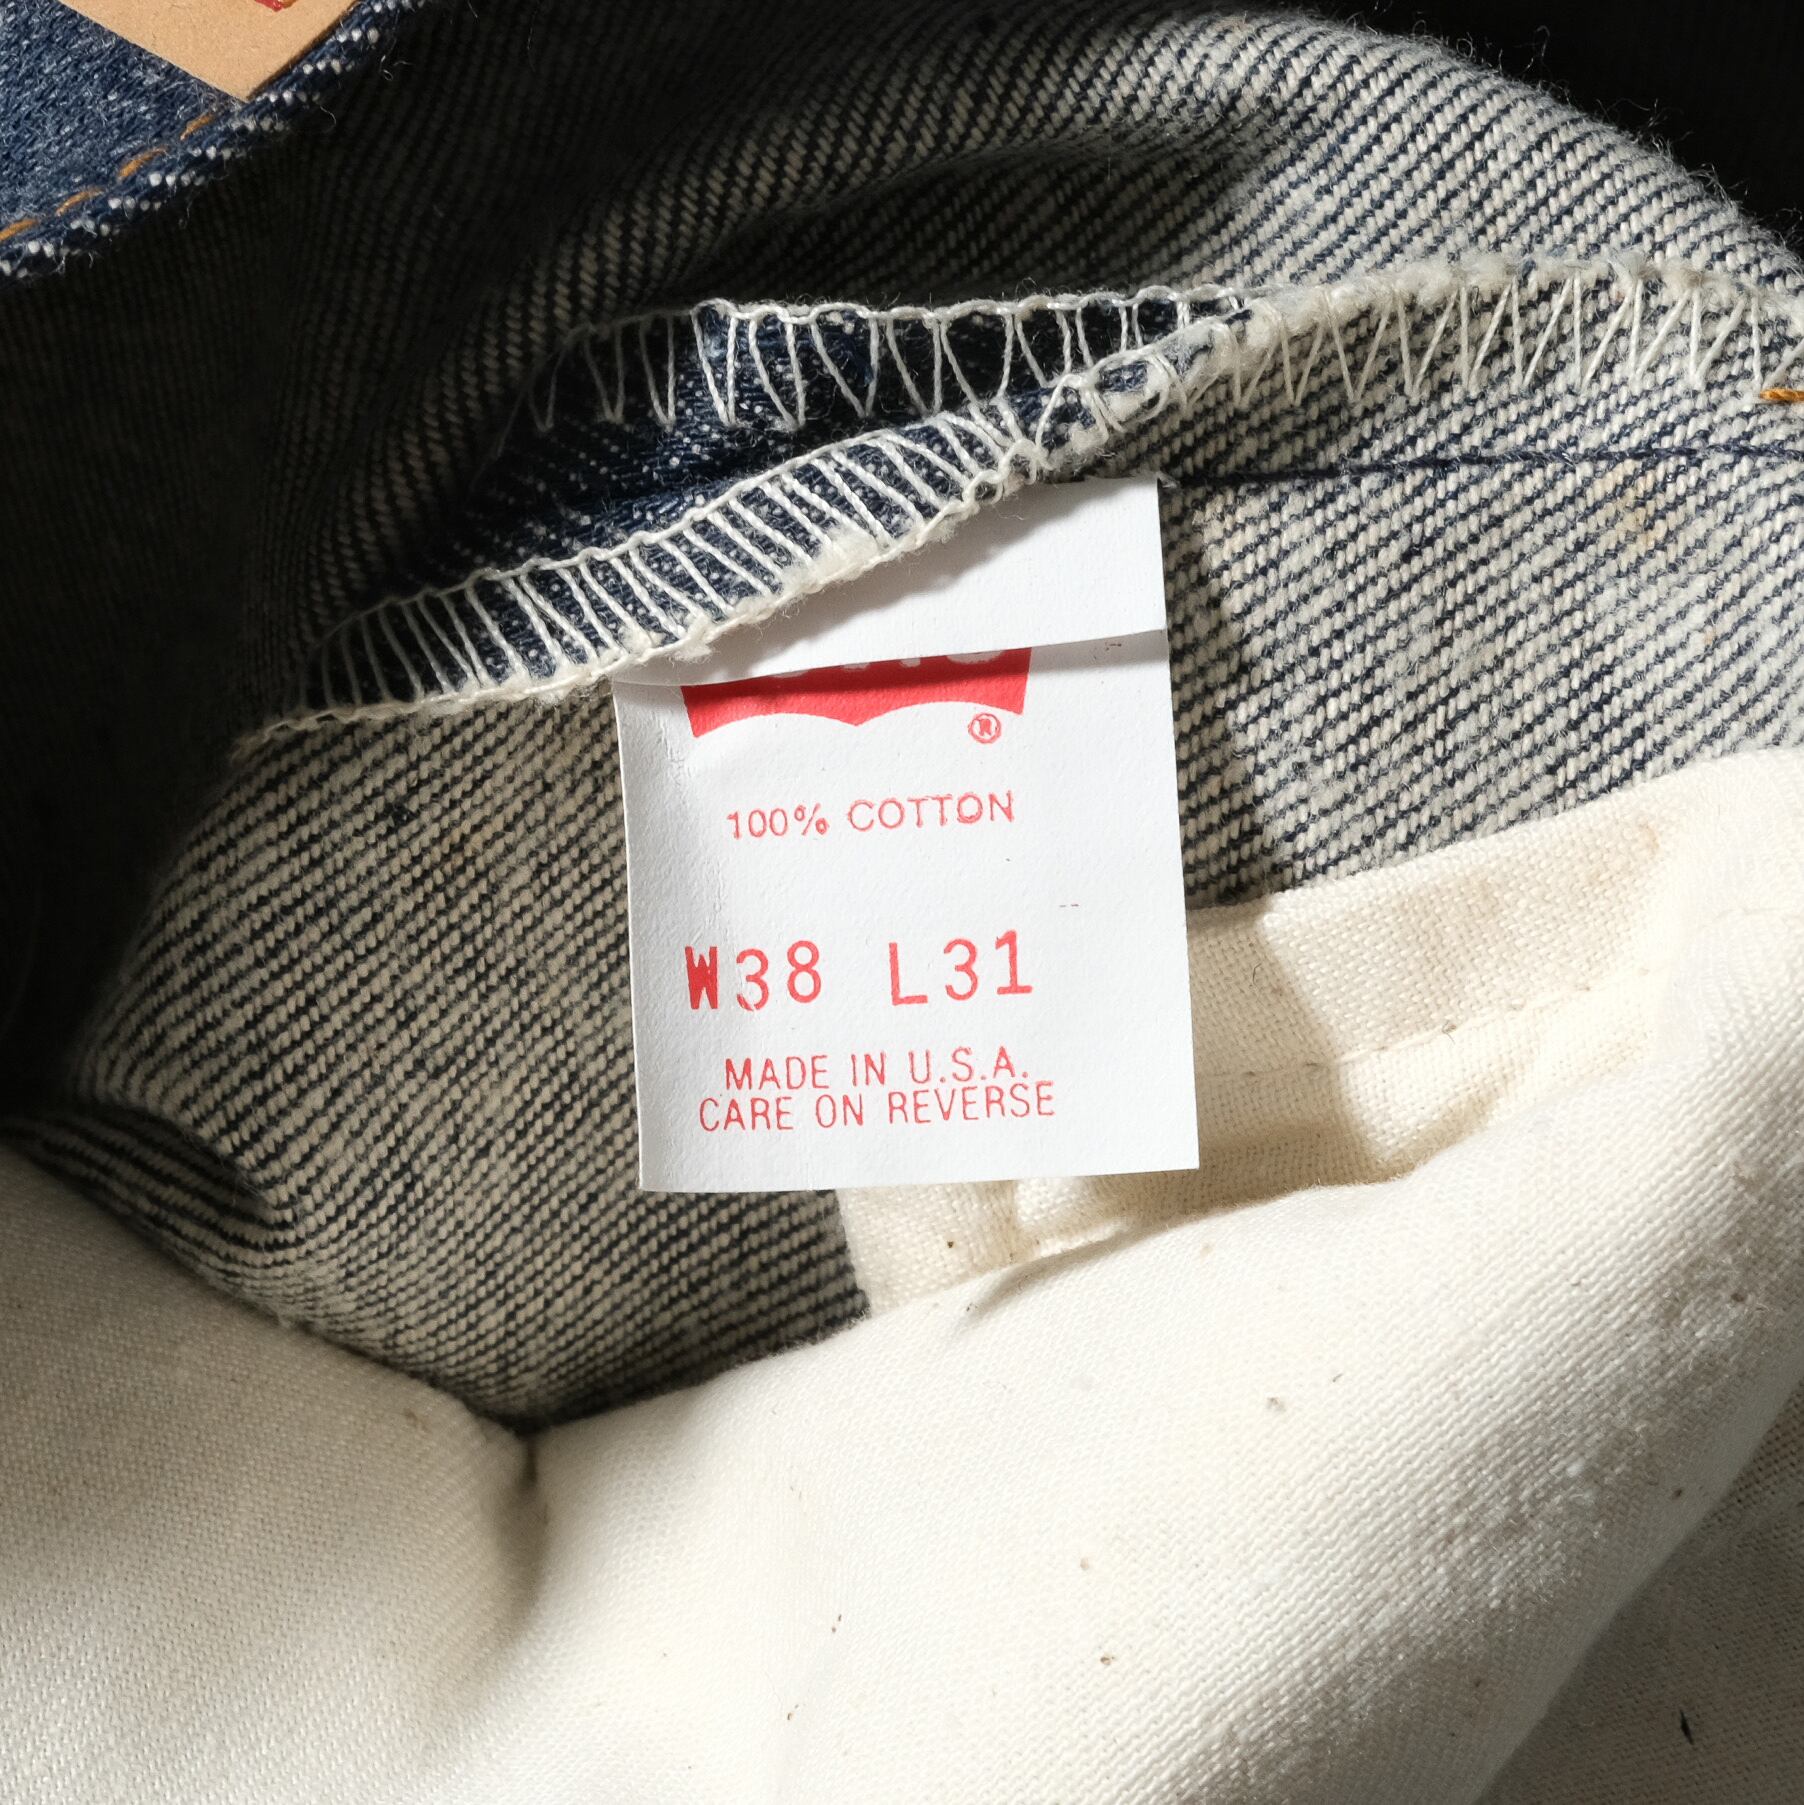 ®
100% COTTON
W38 L31
MADE IN U.S.A.
CARE ON REVERSE